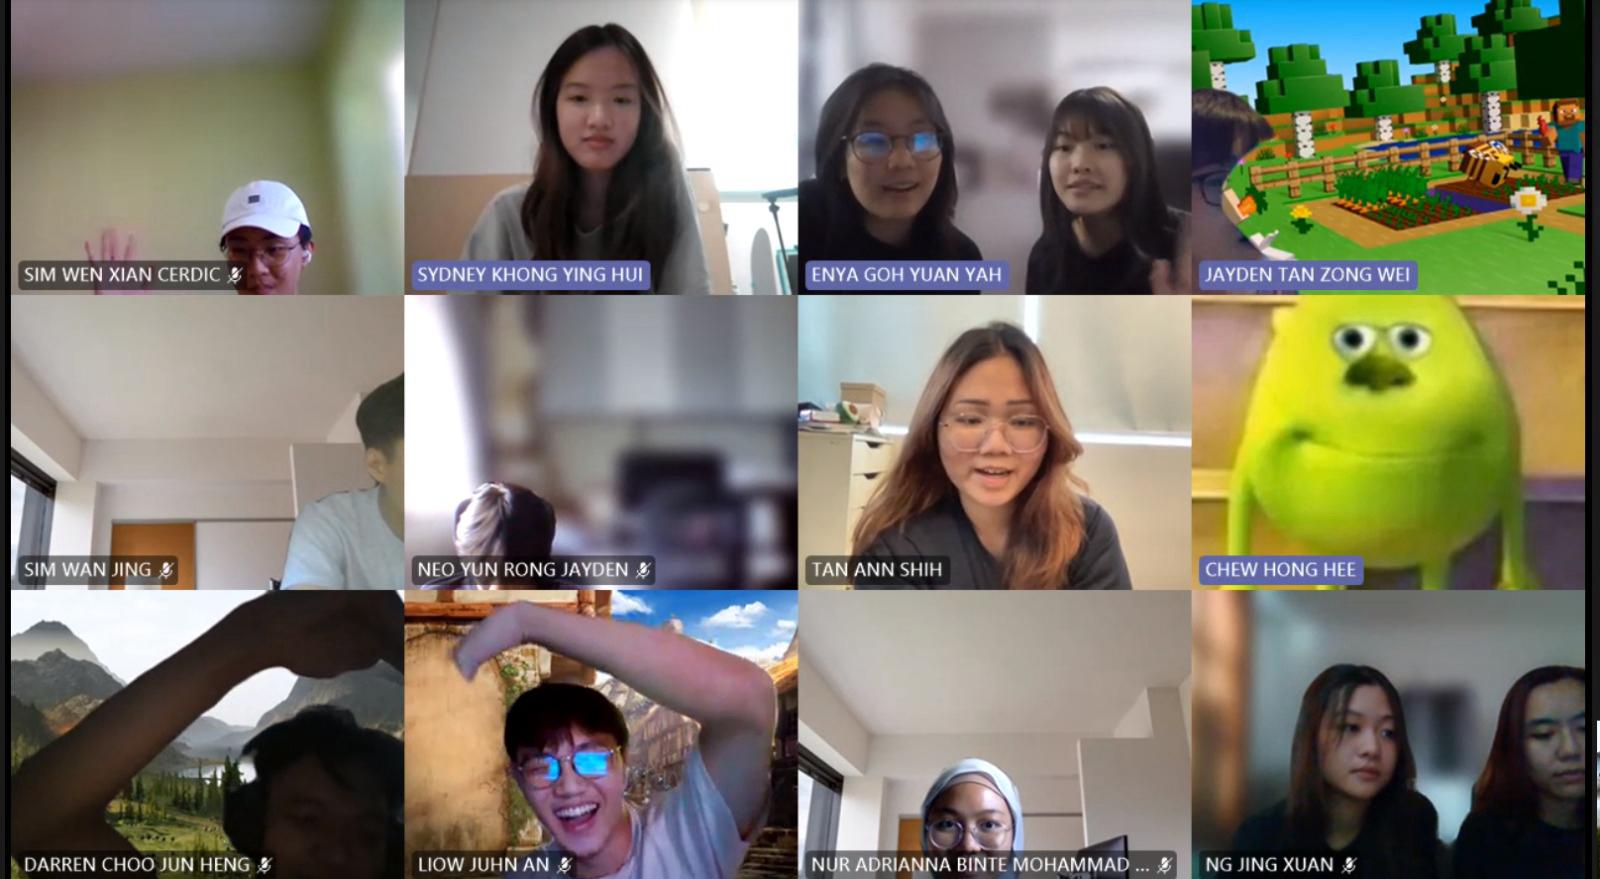 SIM WEN XIAN CERDIC
SYDNEY KHONG YING HUI
ENYA GOH YUAN YAH
JAYDEN TAN ZONG WEI
SIM WAN JING
NEO YUN RONG JAYDEN
TAN ANN SHIH
CHEW HONG HEE
DARREN CHOO JUN HENG
LIOW JUHN AN
NUR ADRIANNA BINTE MOHAMMAD ...
NG JING XUAN